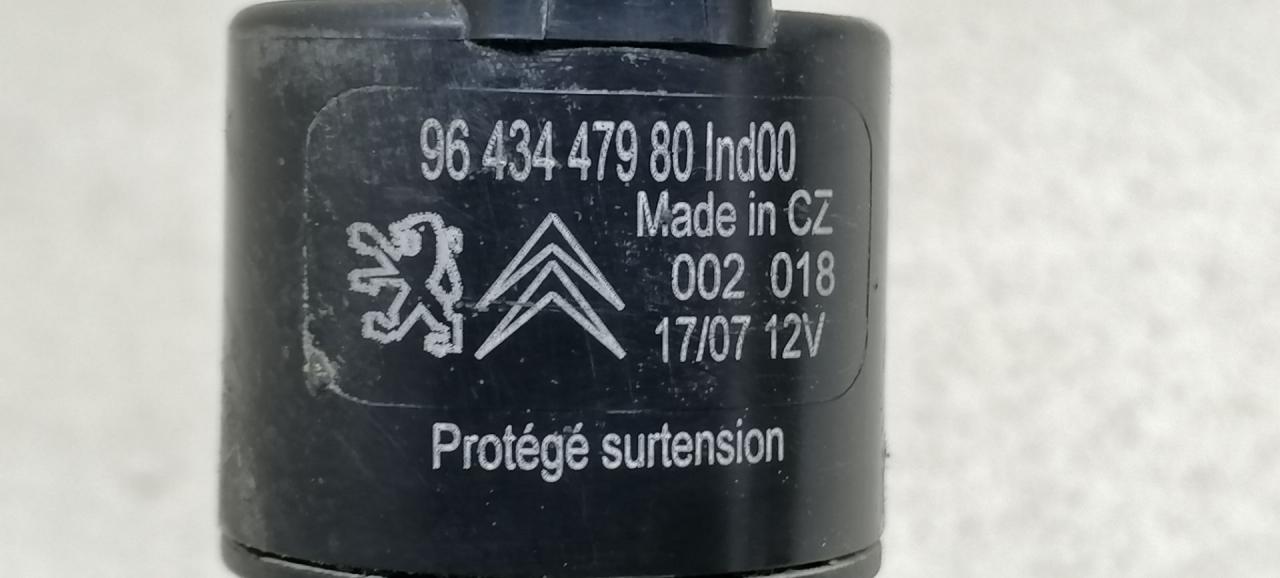 96 434 479 80 Ind00
Made in CZ
002 018
17/07 12V
Protégé surtension